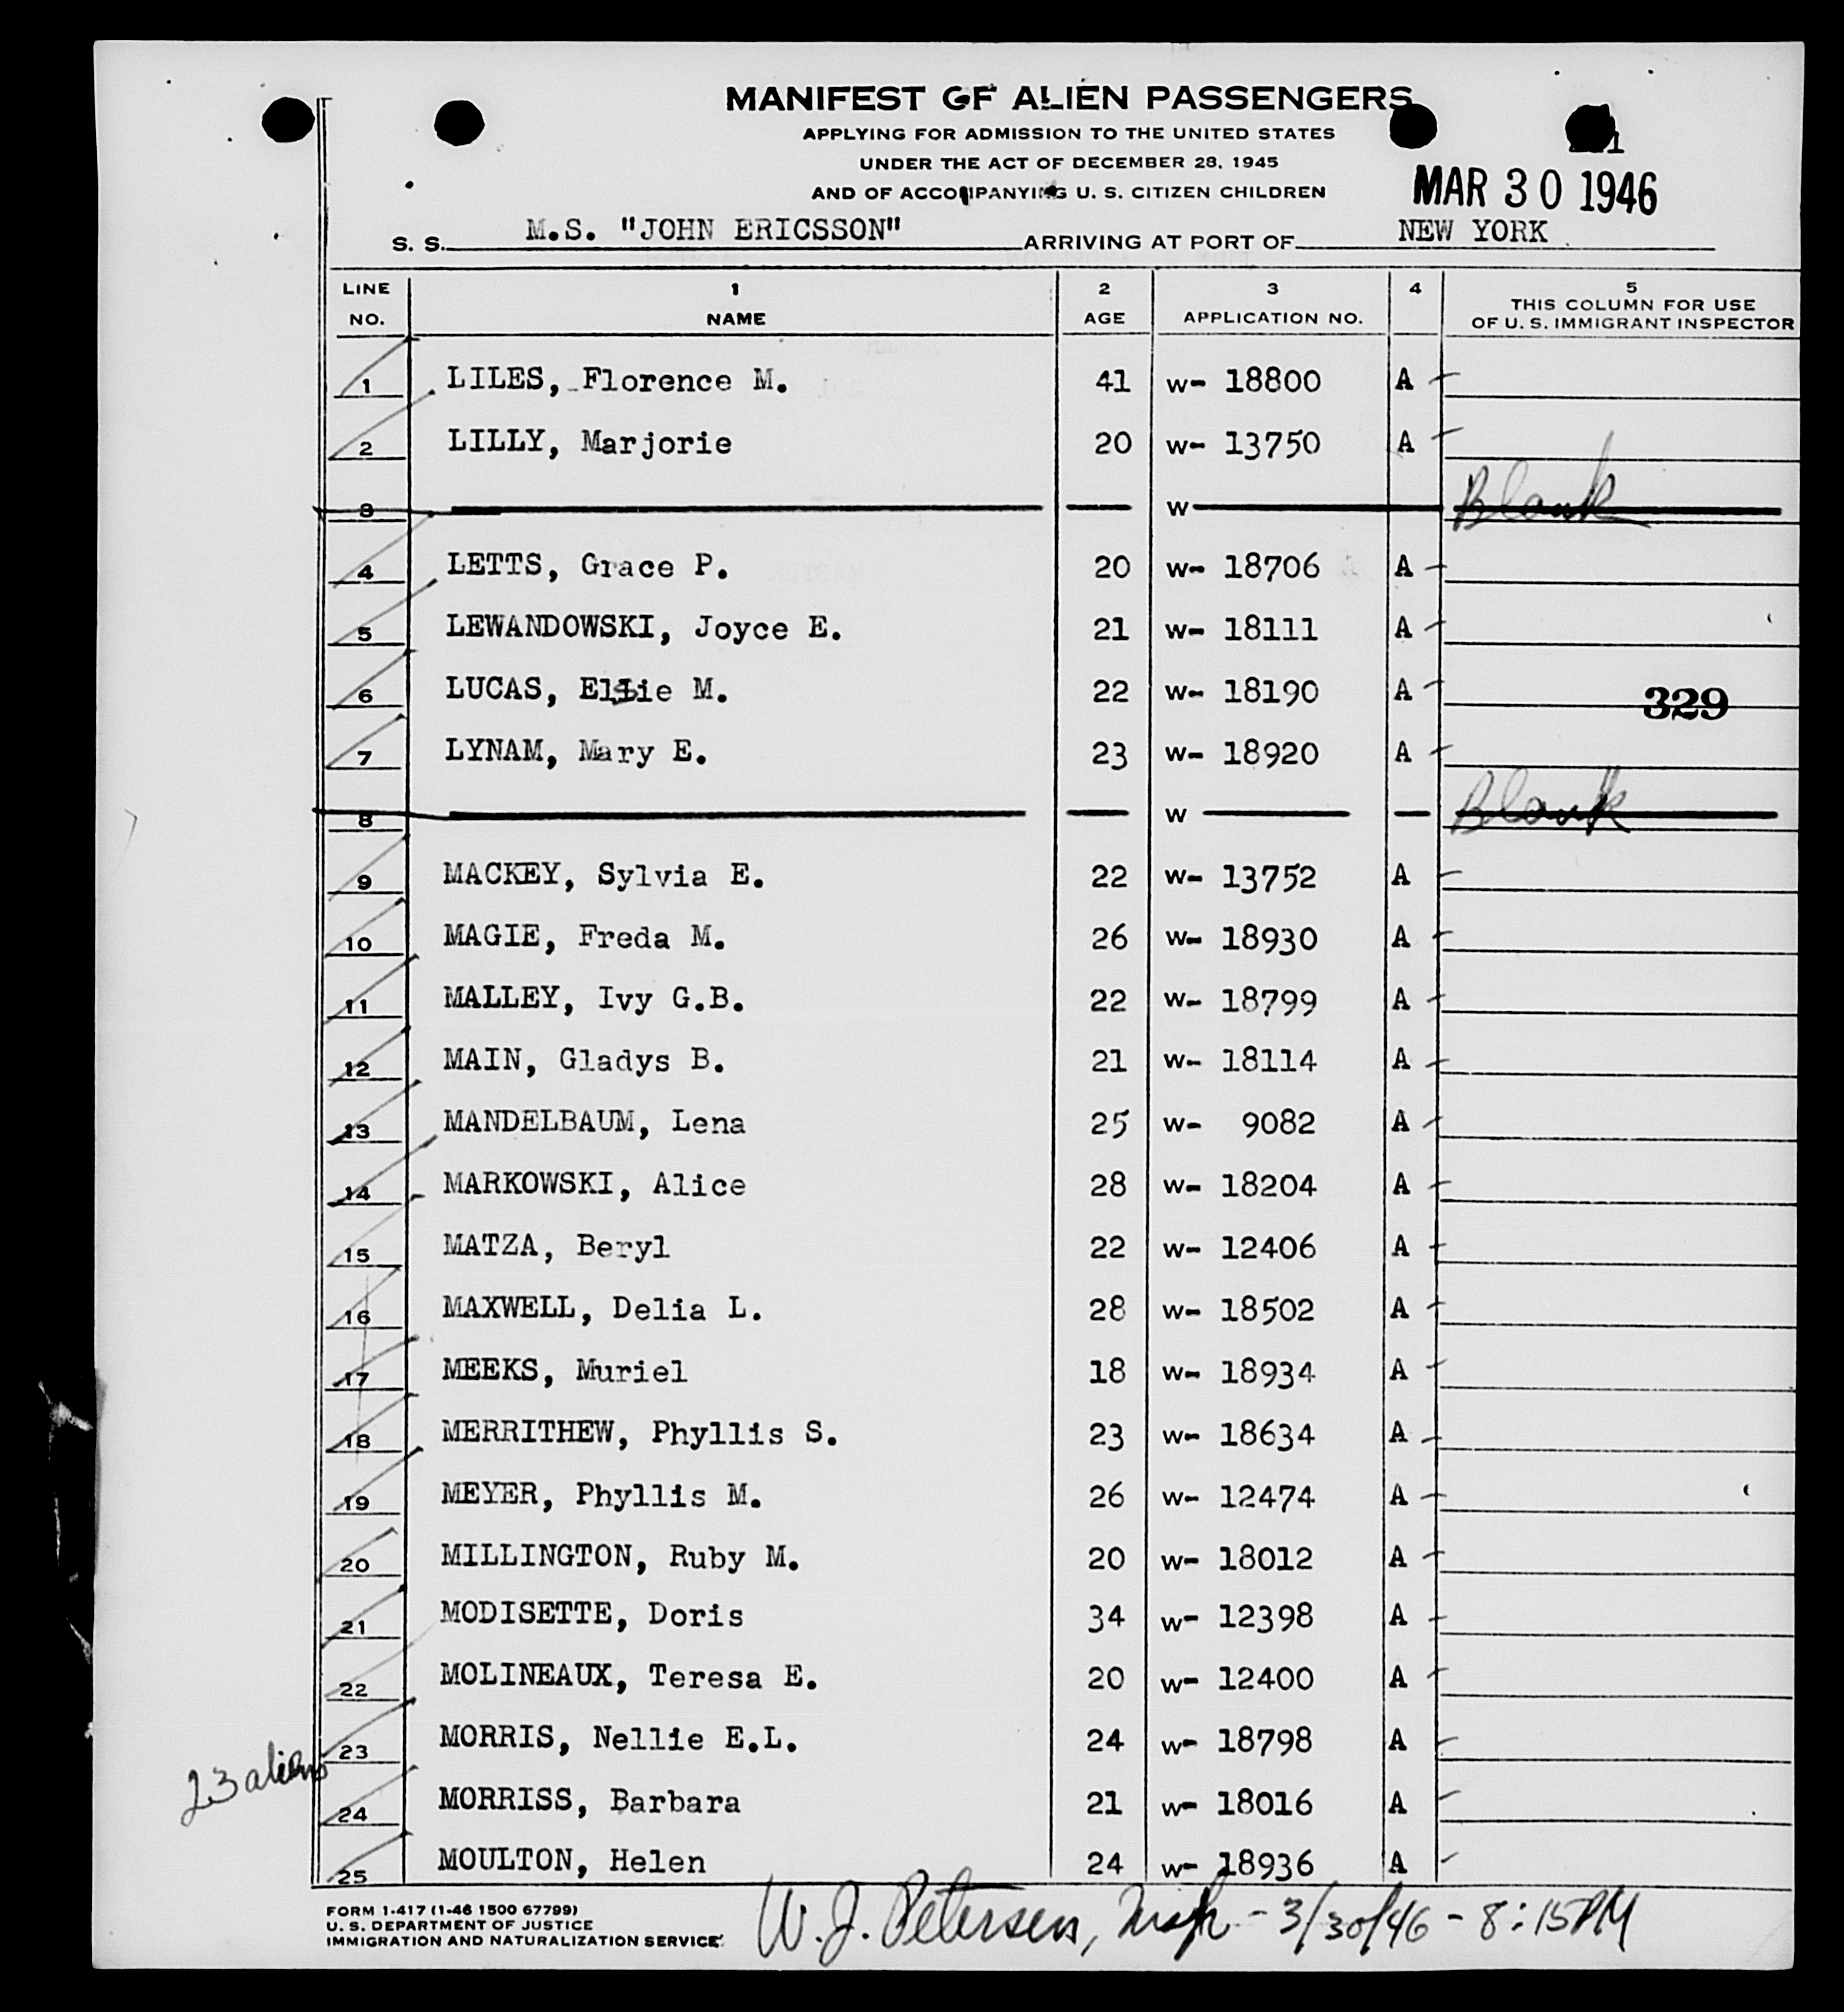 MANIFEST OF ALIEN PASSENGERS
APPLYING FOR ADMISSION TO THE UNITED STATES
UNDER THE ACT OF DECEMBER 28, 1945
AND OF ACCOMPANYING U. S. CITIZEN CHILDREN
MAR 30 1946
S. S. M.S. "JOHN ERICSSON" ARRIVING AT PORT OF NEW YORK
LINE NO. 1 NAME 2 AGE 3 APPLICATION NO. 4 5 THIS COLUMN FOR USE OF U. S. IMMIGRANT INSPECTOR
1 LILES, Florence M. 41 W- 18800 A
2 LILLY, Marjorie 20 W- 13750 A
3 W Blank
4 LETTS, Grace P. 20 W- 18706 A
5 LEWANDOWSKI, Joyce E. 21 W- 18111 A
6 LUCAS, Elsie M. 22 W- 18190 A 329
7 LYNAM, Mary E. 23 W- 18920 A
8 W Blank
9 MACKEY, Sylvia E. 22 W- 13752 A
10 MAGIE, Freda M. 26 W- 18930 A
11 MALLEY, Ivy G.B. 22 W- 18799 A
12 MAIN, Gladys B. 21 W- 18114 A
13 MANDELBAUM, Lena 25 W- 9082 A
14 MARKOWSKI, Alice 28 W- 18204 A
15 MATZA, Beryl 22 W- 12406 A
16 MAXWELL, Delia L. 28 W- 18502 A
17 MEEKS, Muriel 18 W- 18934 A
18 MERRITHEW, Phyllis S. 23 W- 18634 A
19 MEYER, Phyllis M. 26 W- 12474 A
20 MILLINGTON, Ruby M. 20 W- 18012 A
21 MODISETTE, Doris 34 W- 12398 A
22 MOLINEAUX, Teresa E. 20 W- 12400 A
23 MORRIS, Nellie E.L. 24 W- 18798 A
23 aliens
24 MORRISS, Barbara 21 W- 18016 A
25 MOULTON, Helen 24 W- 18936 A
FORM I-417 (1-46 1500 67799)
U. S. DEPARTMENT OF JUSTICE
IMMIGRATION AND NATURALIZATION SERVICE
W. J. Petersen, Insp - 3/30/46 - 8:15PM